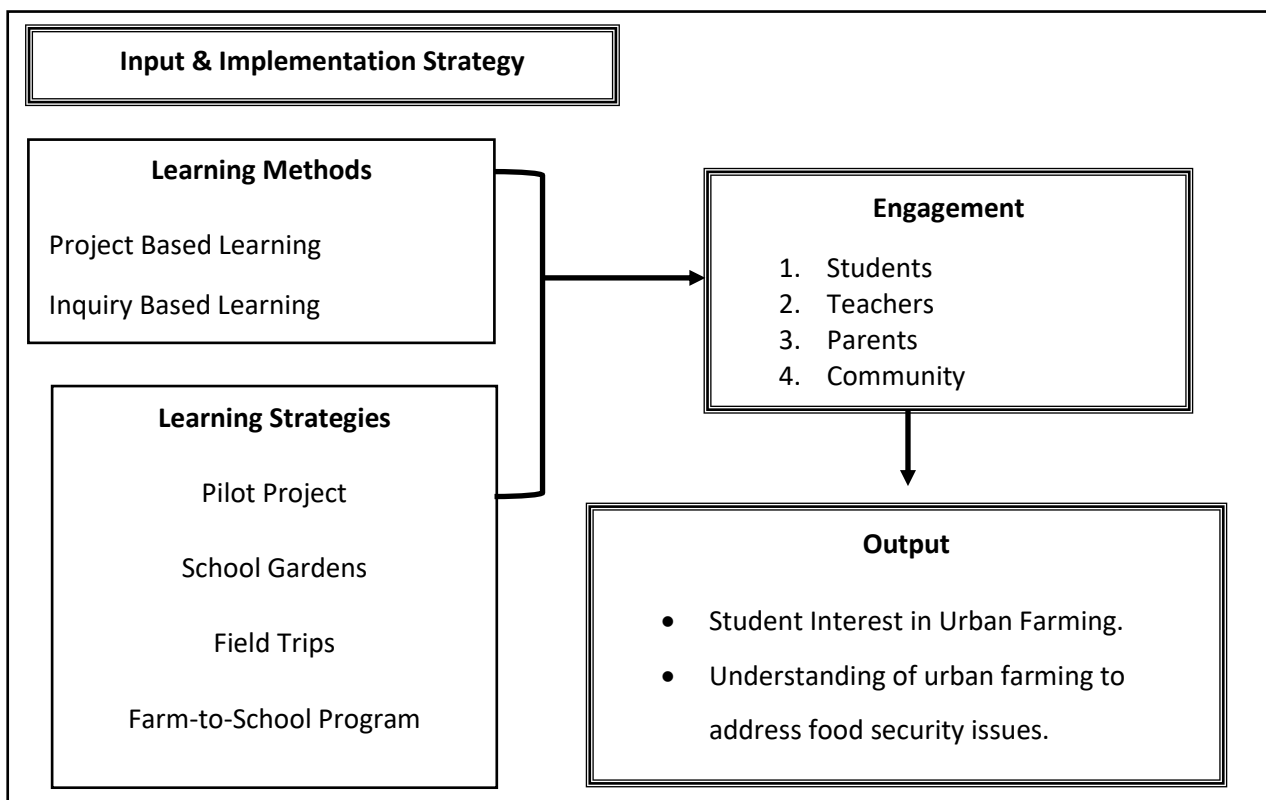 Input & Implementation Strategy
Learning Methods
Project Based Learning
Inquiry Based Learning
Learning Strategies
Pilot Project
School Gardens
Field Trips
Farm-to-School Program
Engagement
1. Students
2. Teachers
3. Parents
4. Community
Output
• Student Interest in Urban Farming.
• Understanding of urban farming to
address food security issues.